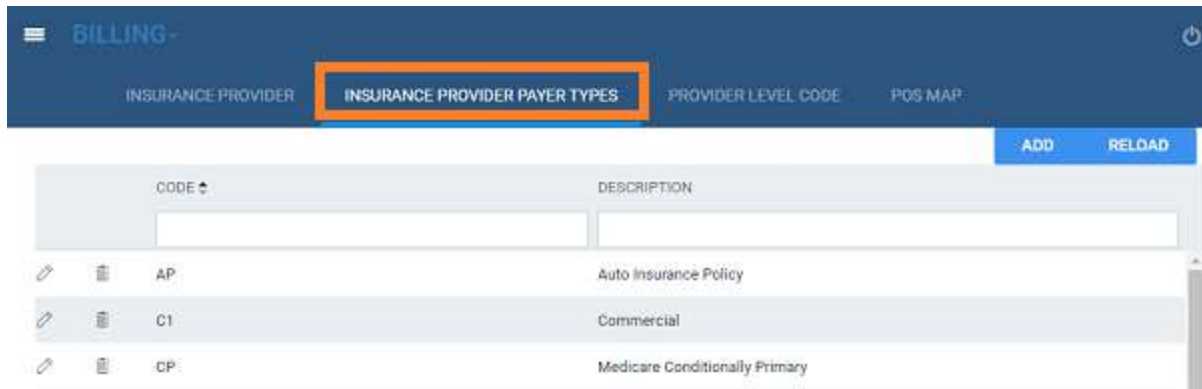 BILLING-
INSURANCE PROVIDER INSURANCE PROVIDER PAYER TYPES PROVIDER LEVEL CODE POS MAP
ADD RELOAD
CODE DESCRIPTION
AP Auto Insurance Policy
C1 Commercial
CP Medicare Conditionally Primary